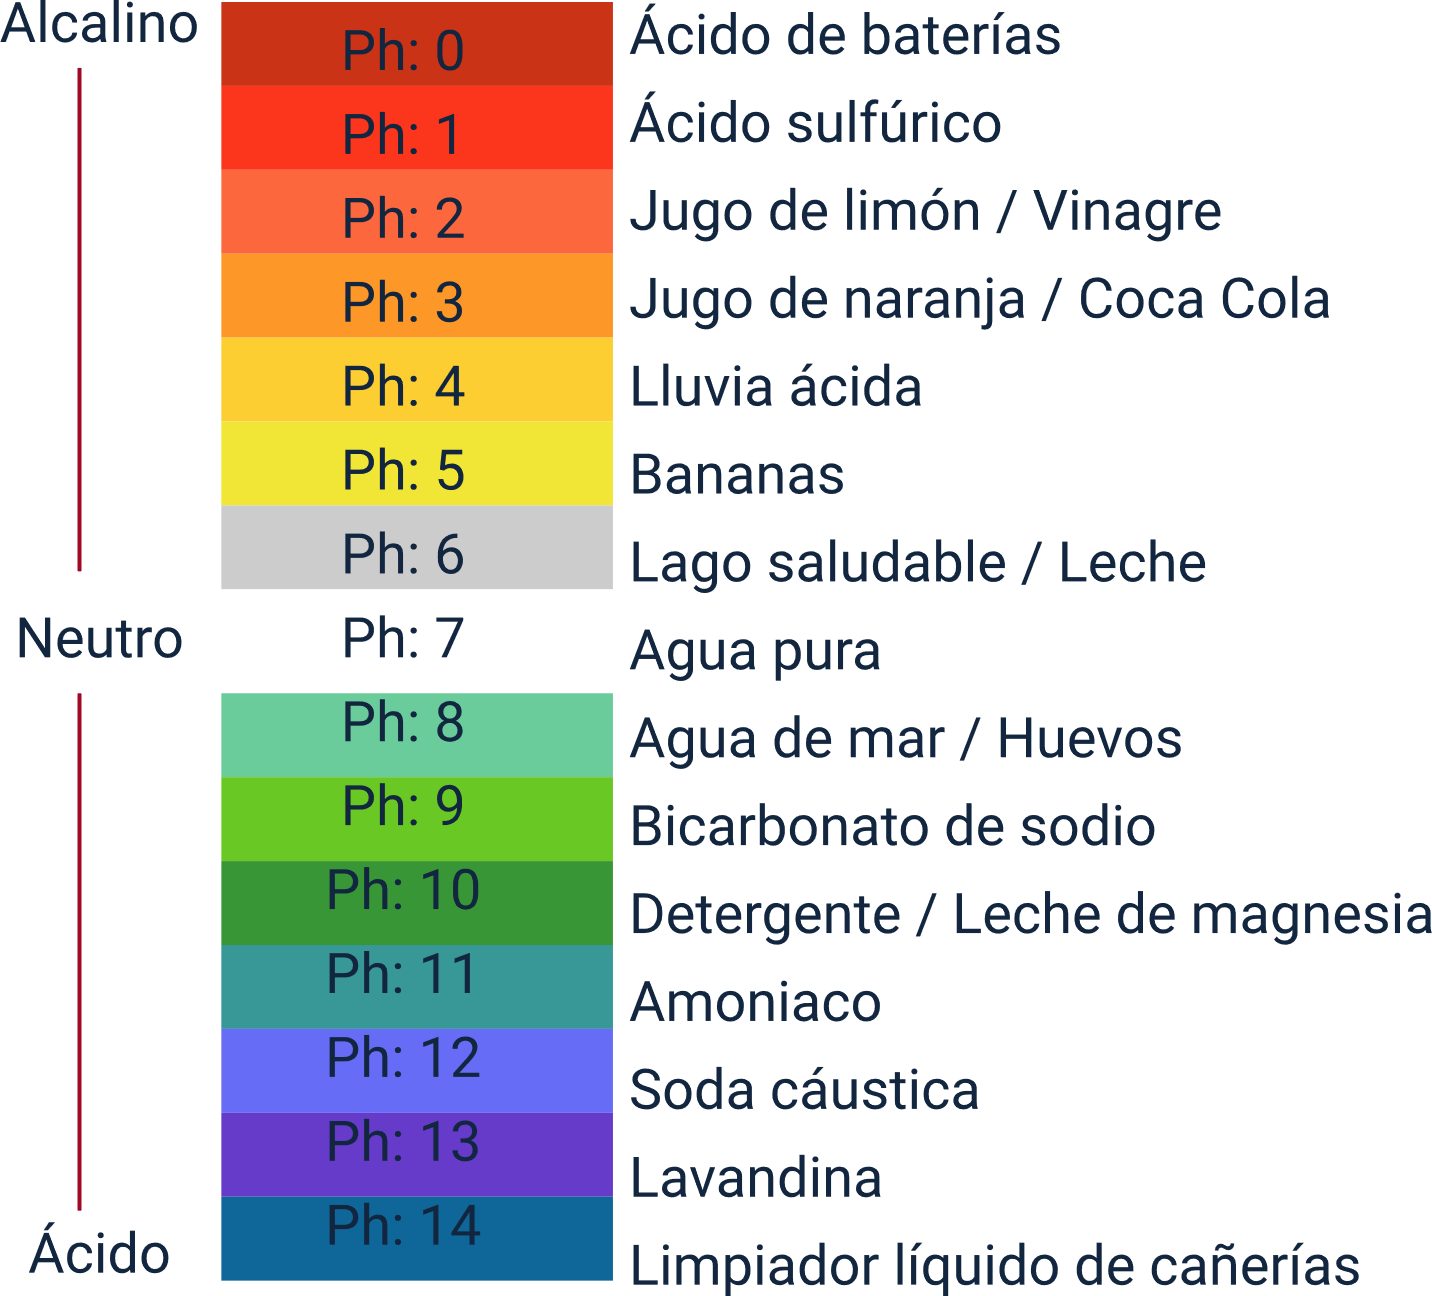 Alcalino
Ph: 0 Ácido de baterías
Ph: 1 Ácido sulfúrico
Ph: 2 Jugo de limón / Vinagre
Ph: 3 Jugo de naranja / Coca Cola
Ph: 4 Lluvia ácida
Ph: 5 Bananas
Ph: 6 Lago saludable / Leche
Neutro Ph: 7 Agua pura
Ph: 8 Agua de mar / Huevos
Ph: 9 Bicarbonato de sodio
Ph: 10 Detergente / Leche de magnesia
Ph: 11 Amoniaco
Ph: 12 Soda cáustica
Ph: 13 Lavandina
Ácido Ph: 14 Limpiador líquido de cañerías